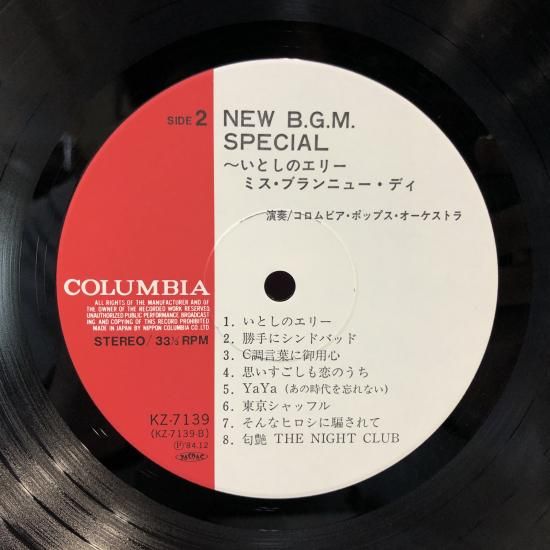 SIDE 2
NEW B.G.M.
SPECIAL
〜いとしのエリー
ミス・ブランニュー・デイ
演奏/コロムビア・ポップス・オーケストラ
COLUMBIA
ALL RIGHTS OF THE MANUFACTURER AND OF
THE OWNER OF THE RECORDED WORK RESERVED
UNAUTHORIZED PUBLIC PERFORMANCE, BROADCAST-
ING AND COPYING OF THIS RECORD PROHIBITED
MADE IN JAPAN BY NIPPON COLUMBIA CO.LTD
STEREO/33⅓RPM
KZ-7139
(KZ-7139-B)
Ⓟ'84.12
1. いとしのエリー
2. 勝手にシンドバッド
3. C調言葉に御用心
4. 思いすごしも恋のうち
5. YaYa (あの時代を忘れない)
6. 東京シャッフル
7. そんなヒロシに騙されて
8. 匂艶 THE NIGHT CLUB